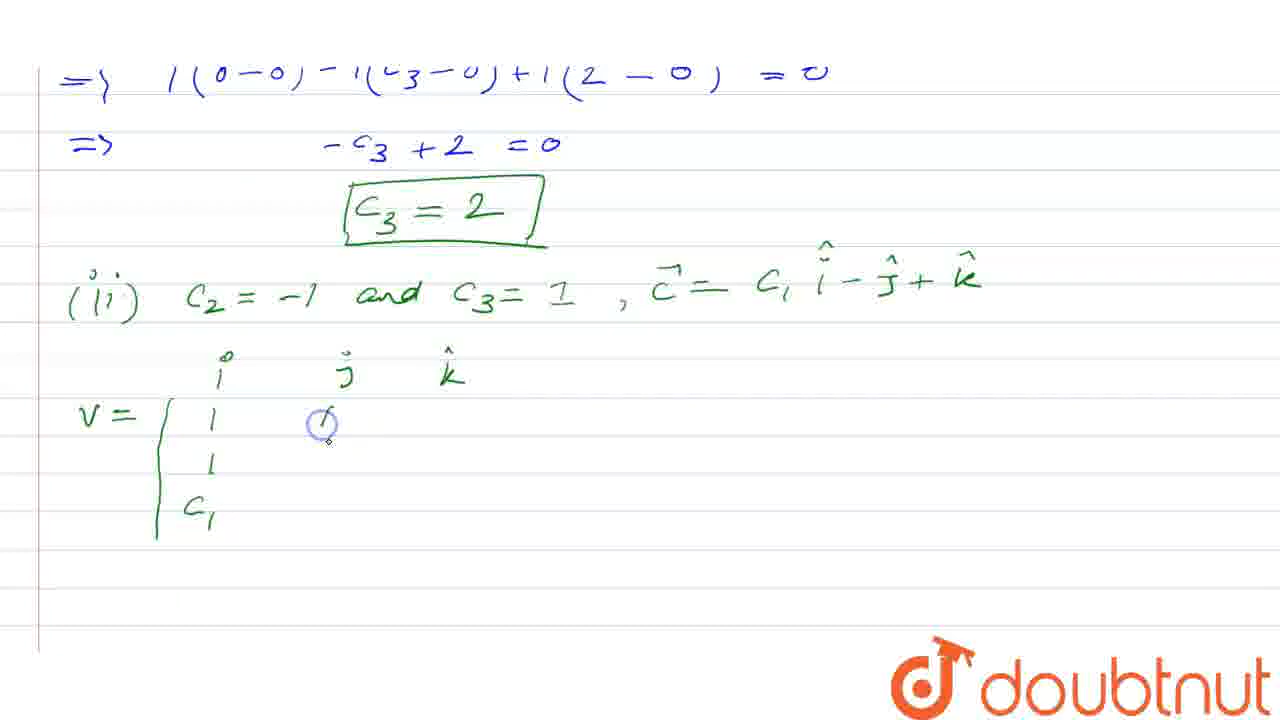 => 1(0-0) - 1(c3-0) + 1(2-0) = 0
=> -c3 + 2 = 0
C3 = 2
(ii) C2 = -1 and C3 = 1, c⃗ = C1 î - ĵ + k̂
i j k̂
V = | 1 1
1
C1
doubtnut